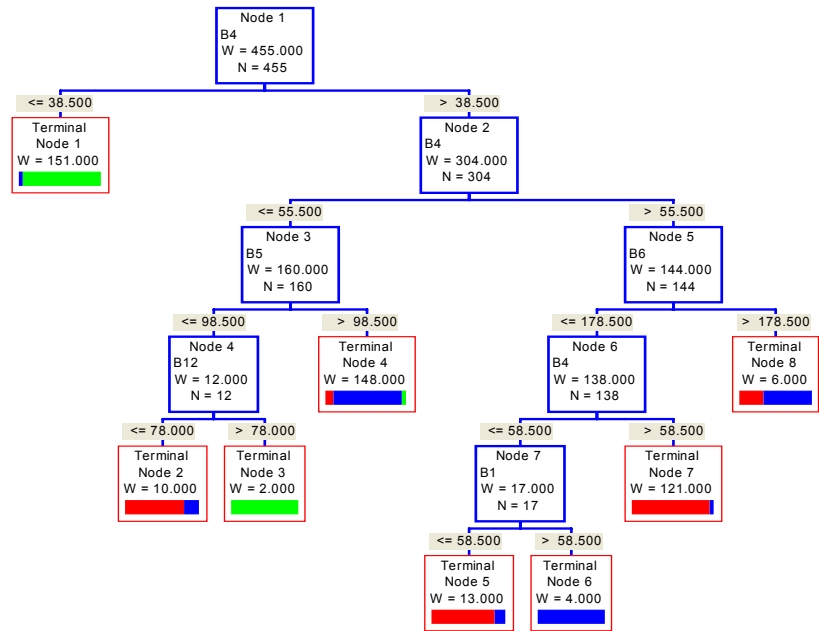 Node 1
B4
W = 455.000
N = 455
<= 38.500
> 38.500
Terminal
Node 1
W = 151.000
Node 2
B4
W = 304.000
N = 304
<= 55.500
> 55.500
Node 3
B5
W = 160.000
N = 160
Node 5
B6
W = 144.000
N = 144
<= 98.500
> 98.500
<= 178.500
> 178.500
Node 4
B12
W = 12.000
N = 12
Terminal
Node 4
W = 148.000
Node 6
B4
W = 138.000
N = 138
Terminal
Node 8
W = 6.000
<= 78.000
> 78.000
<= 58.500
> 58.500
Terminal
Node 2
W = 10.000
Terminal
Node 3
W = 2.000
Node 7
B1
W = 17.000
N = 17
Terminal
Node 7
W = 121.000
<= 58.500
> 58.500
Terminal
Node 5
W = 13.000
Terminal
Node 6
W = 4.000